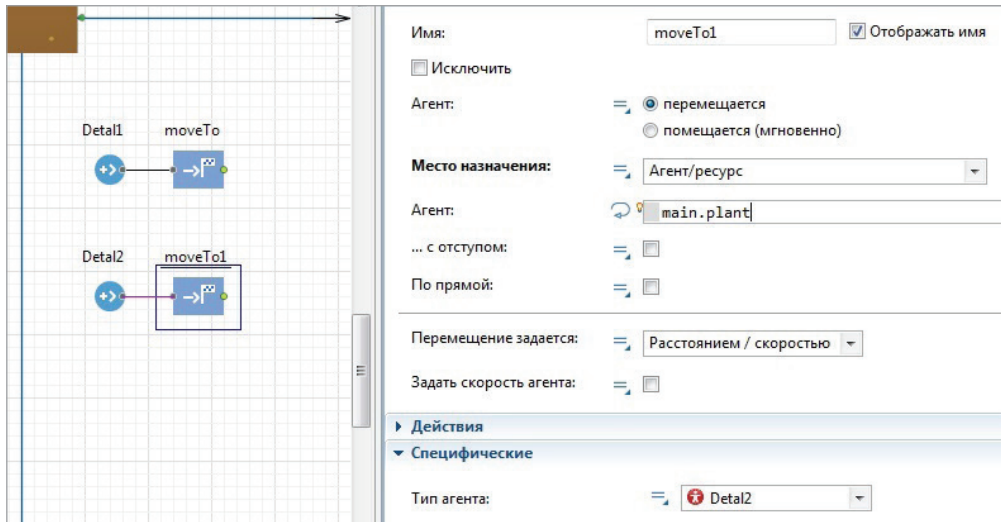 Detal1 moveTo
Detal2 moveTo1
Имя: moveTo1 Отображать имя
Исключить
Агент: перемещается
помещается (мгновенно)
Место назначения: Агент/ресурс
Агент: main.plant
... с отступом:
По прямой:
Перемещение задается: Расстоянием / скоростью
Задать скорость агента:
Действия
Специфические
Тип агента: Detal2